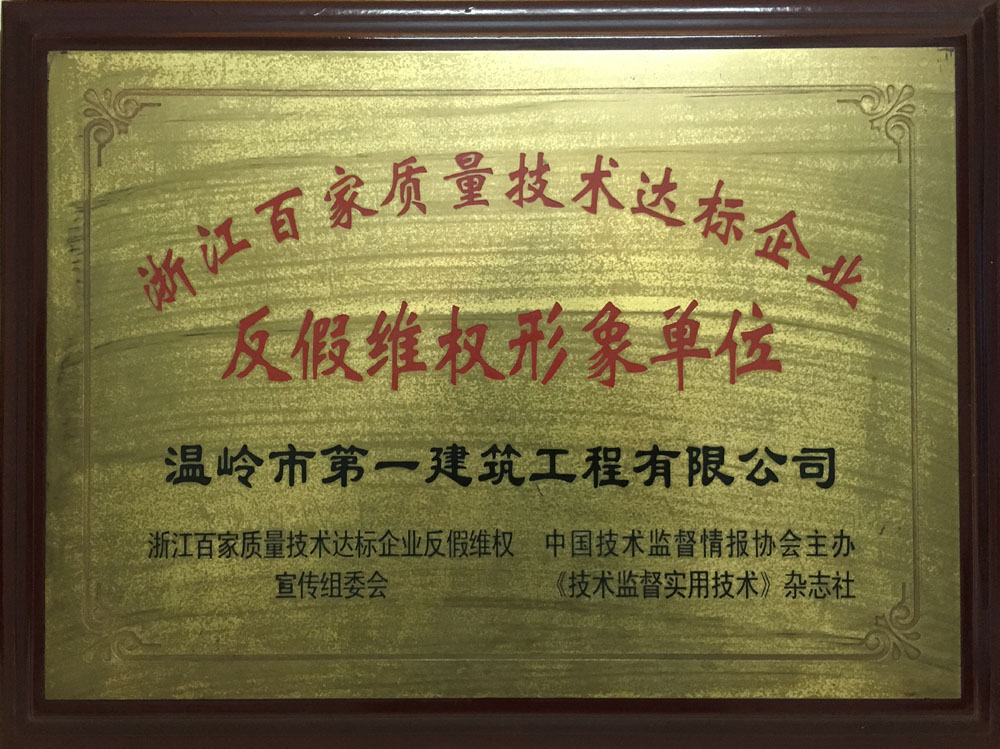 浙江百家质量技术达标企业
反假维权形象单位
温岭市第一建筑工程有限公司
浙江百家质量技术达标企业反假维权
宣传组委会
中国技术监督情报协会主办
《技术监督实用技术》杂志社